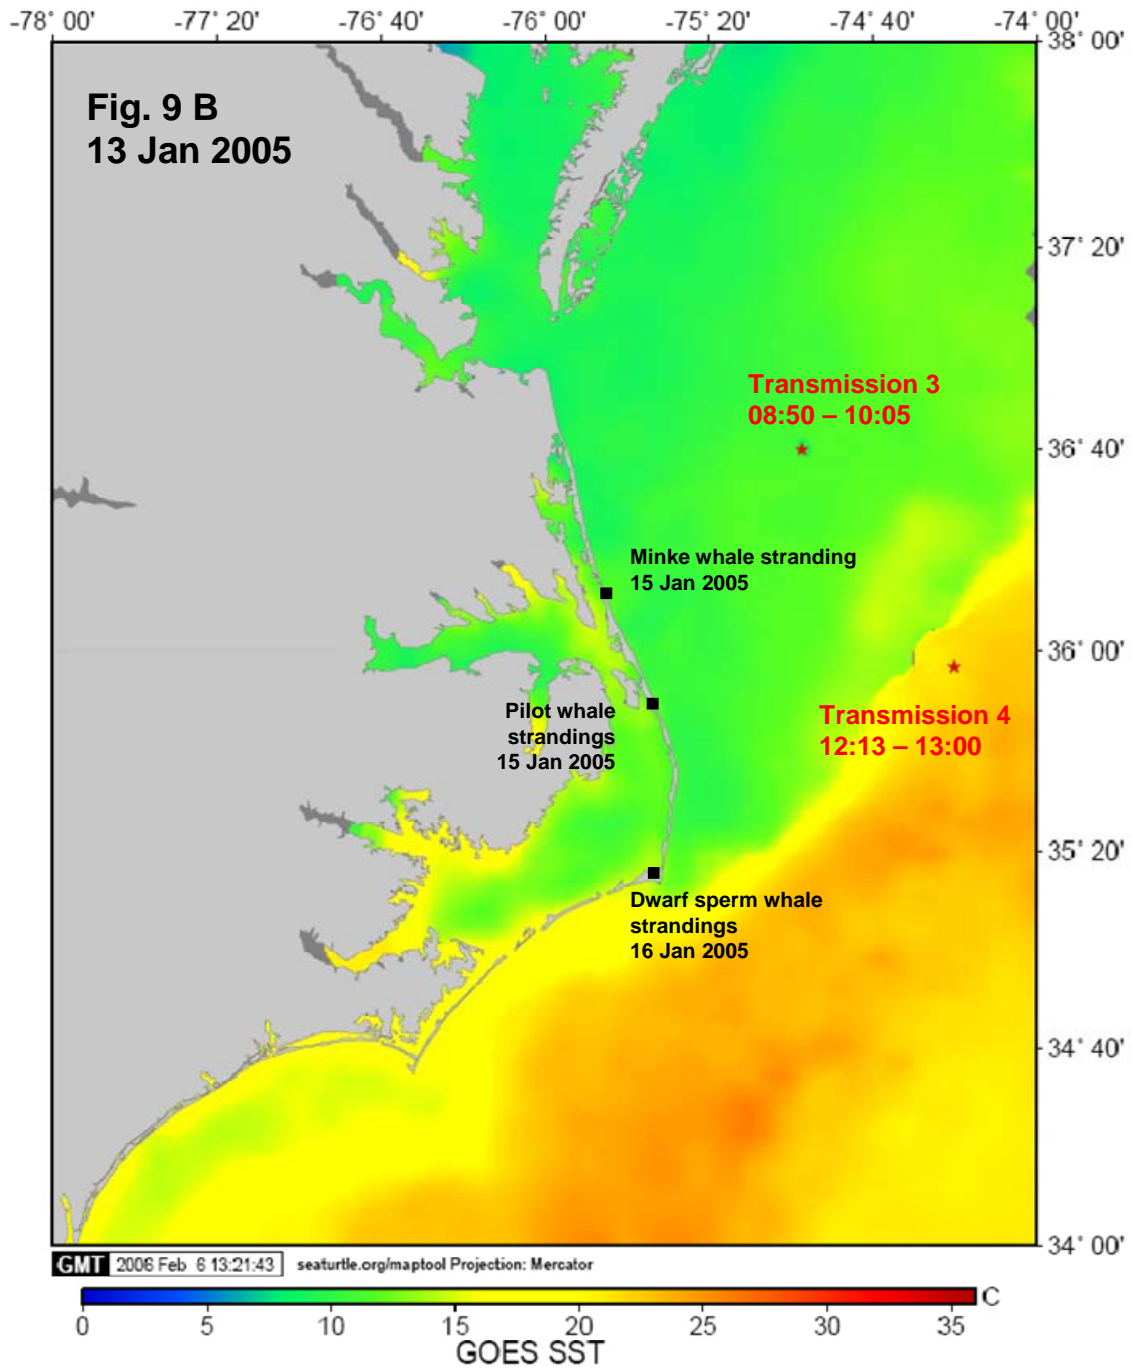 -78° 00' -77° 20' -76° 40' -76° 00' -75° 20' -74° 40' -74° 00'
38° 00'
Fig. 9 B
13 Jan 2005
37° 20'
Transmission 3
08:50 – 10:05
36° 40'
Minke whale stranding
15 Jan 2005
36° 00'
Pilot whale
strandings
15 Jan 2005
Transmission 4
12:13 – 13:00
35° 20'
Dwarf sperm whale
strandings
16 Jan 2005
34° 40'
34° 00'
GMT 2006 Feb 6 13:21:43 seaturtle.org/maptool Projection: Mercator
C
0 5 10 15 20 25 30 35
GOES SST